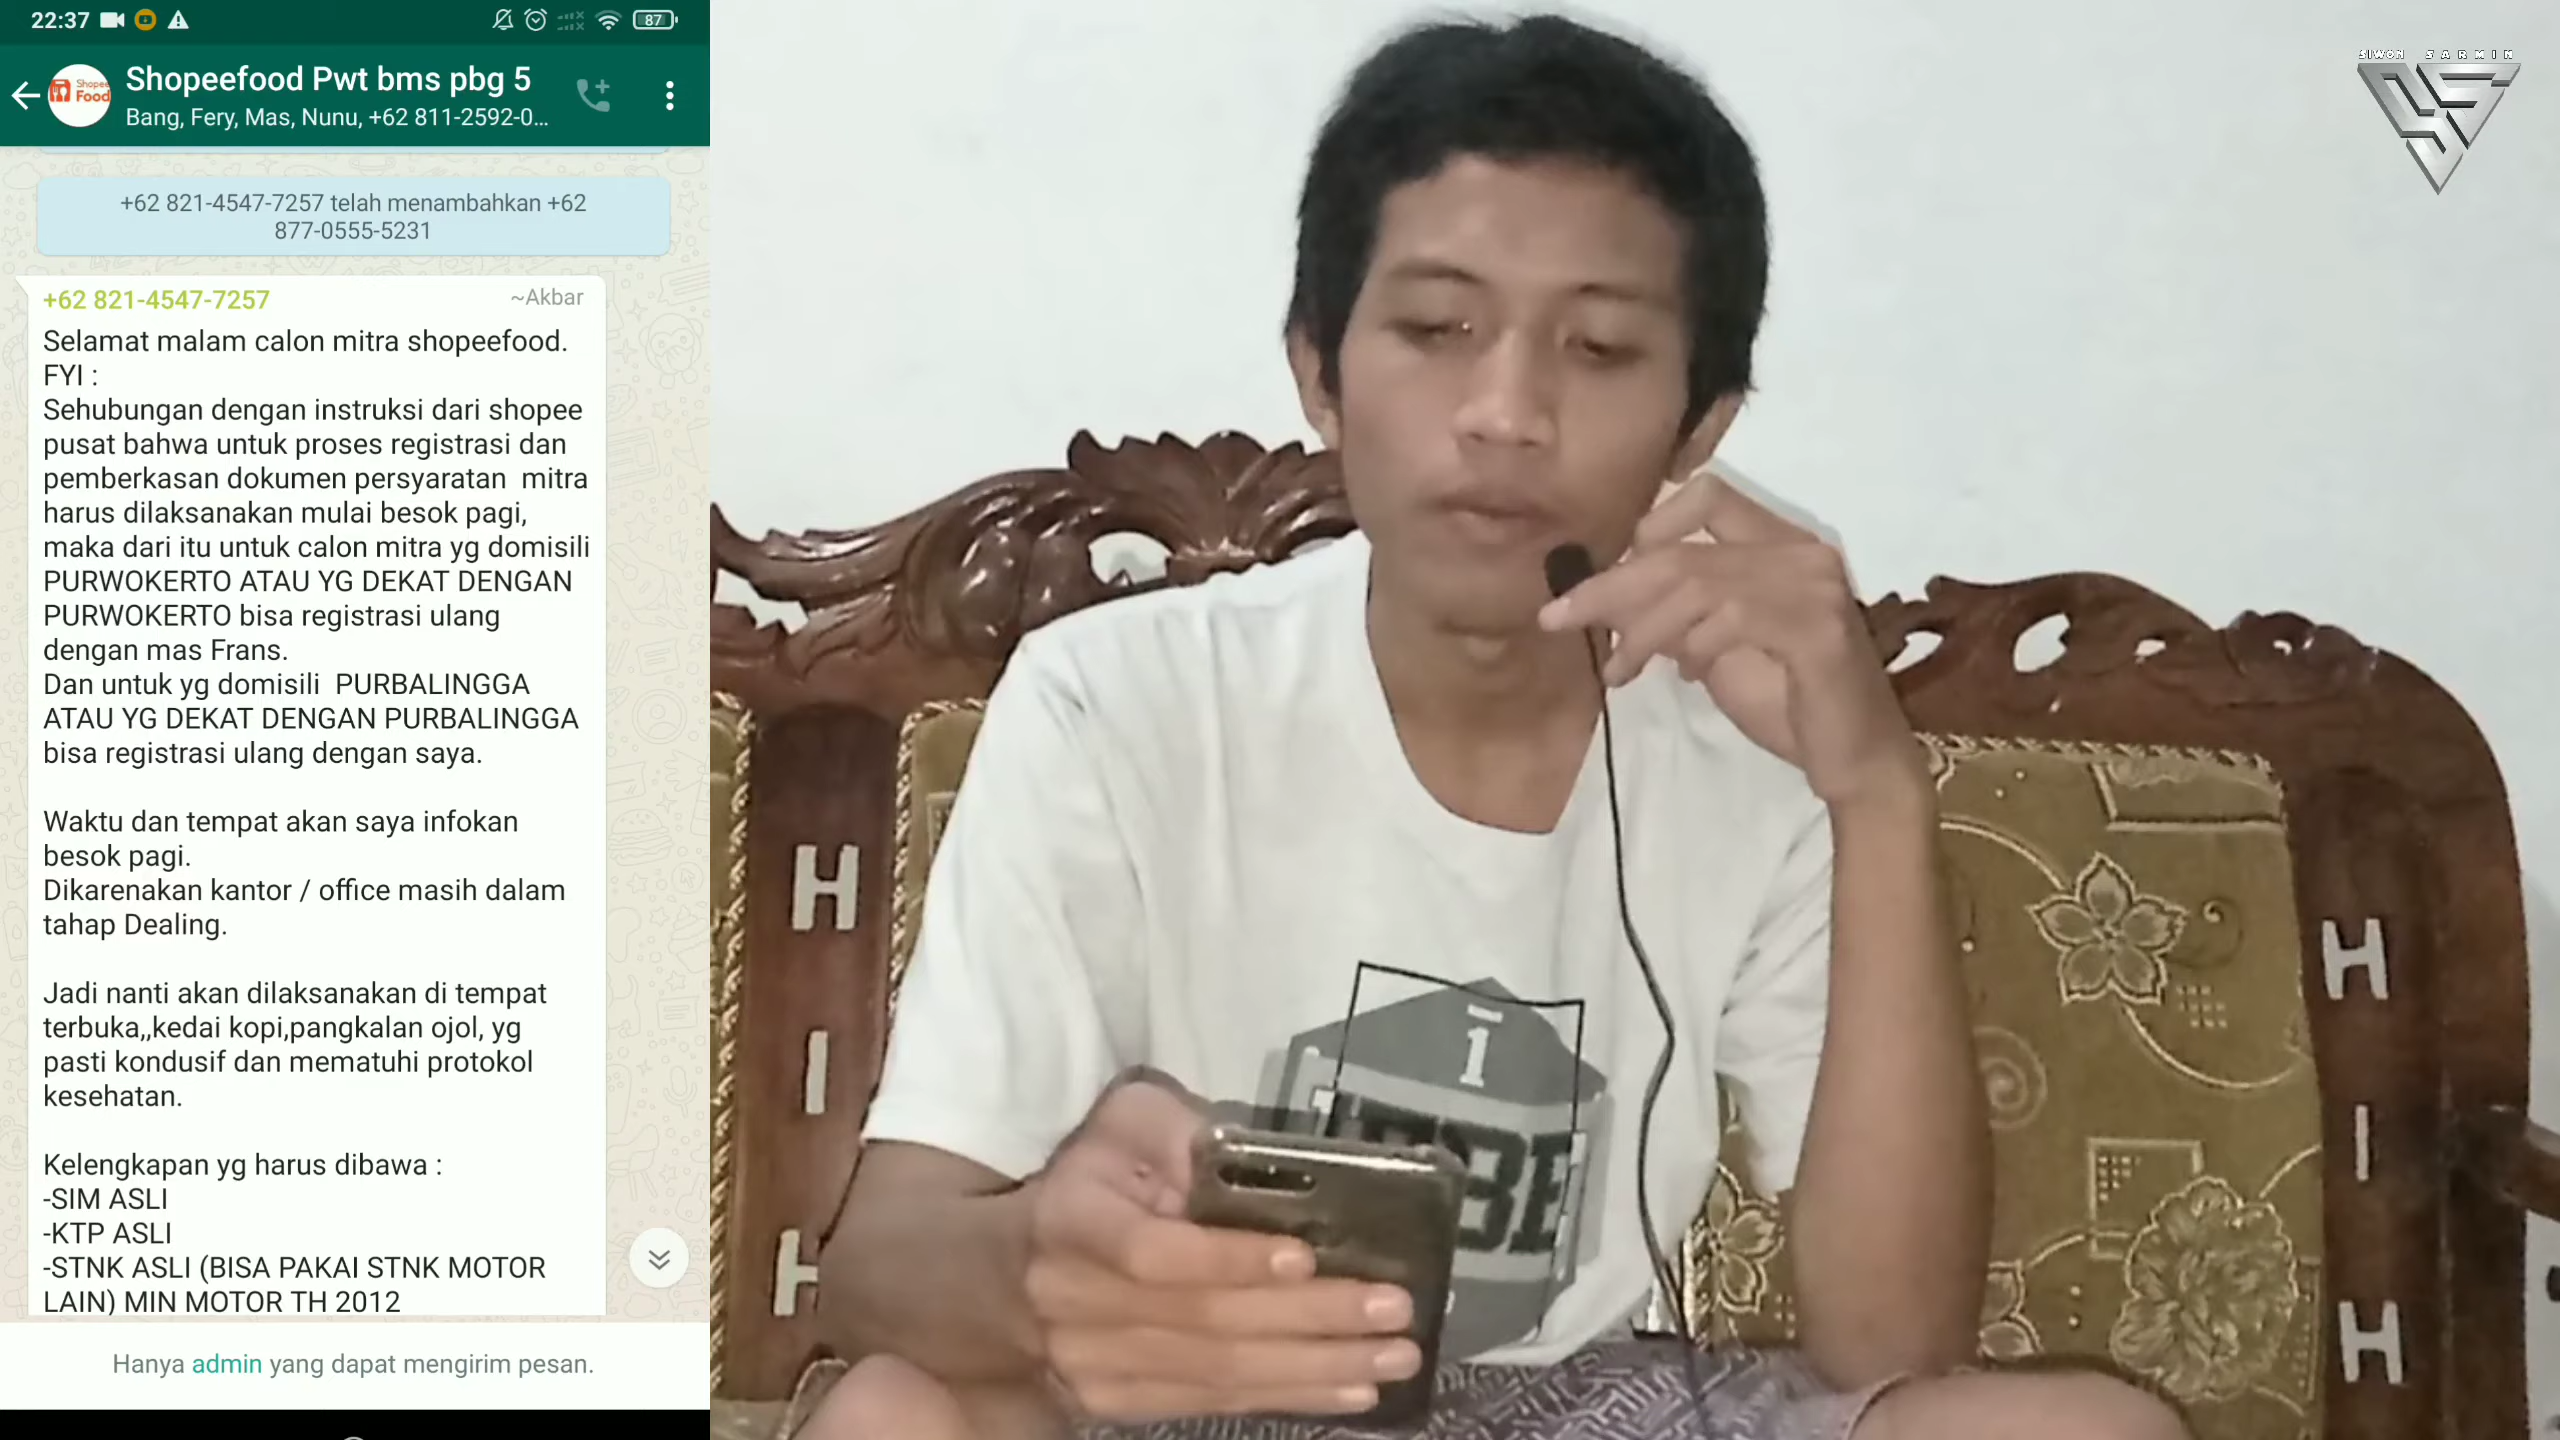 22:37
87
Shopeefood Pwt bms pbg 5
Bang, Fery, Mas, Nunu, +62 811-2592-0...
Shopee
Food
+62 821-4547-7257 telah menambahkan +62
877-0555-5231
+62 821-4547-7257
~Akbar
Selamat malam calon mitra shopeefood.
FYI :
Sehubungan dengan instruksi dari shopee
pusat bahwa untuk proses registrasi dan
pemberkasan dokumen persyaratan  mitra
harus dilaksanakan mulai besok pagi,
maka dari itu untuk calon mitra yg domisili
PURWOKERTO ATAU YG DEKAT DENGAN
PURWOKERTO bisa registrasi ulang
dengan mas Frans.
Dan untuk yg domisili  PURBALINGGA
ATAU YG DEKAT DENGAN PURBALINGGA
bisa registrasi ulang dengan saya.
Waktu dan tempat akan saya infokan
besok pagi.
Dikarenakan kantor / office masih dalam
tahap Dealing.
Jadi nanti akan dilaksanakan di tempat
terbuka,,kedai kopi,pangkalan ojol, yg
pasti kondusif dan mematuhi protokol
kesehatan.
Kelengkapan yg harus dibawa :
-SIM ASLI
-KTP ASLI
-STNK ASLI (BISA PAKAI STNK MOTOR
LAIN) MIN MOTOR TH 2012
Hanya admin yang dapat mengirim pesan.
SIWON SARMIN
H
I
H
H
I
H
1